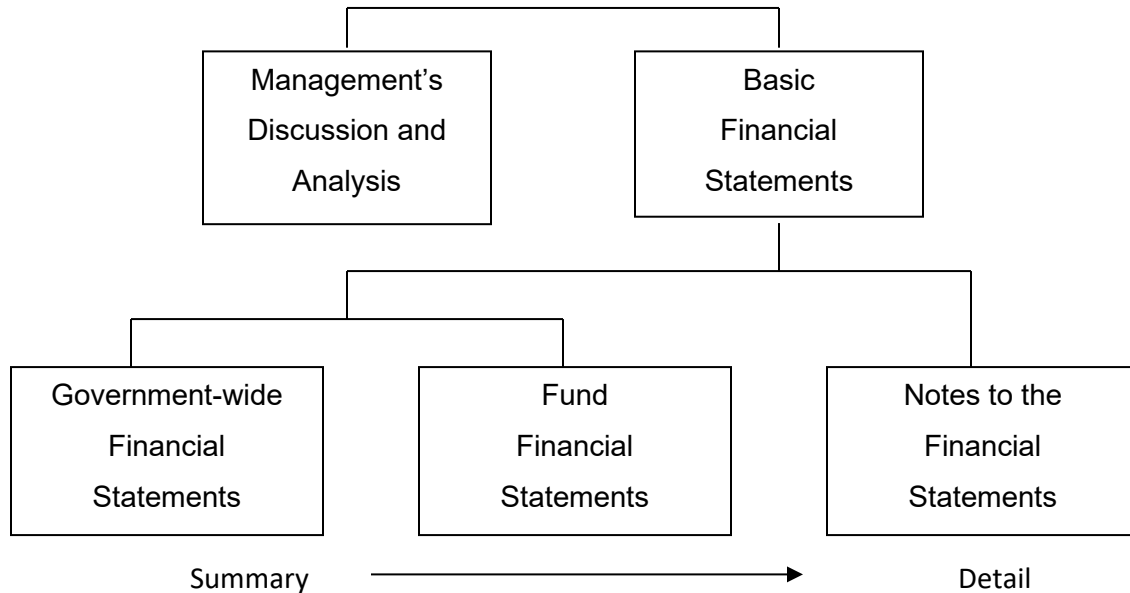 Management’s
Discussion and
Analysis
Basic
Financial
Statements
Government-wide
Financial
Statements
Fund
Financial
Statements
Notes to the
Financial
Statements
Summary
Detail